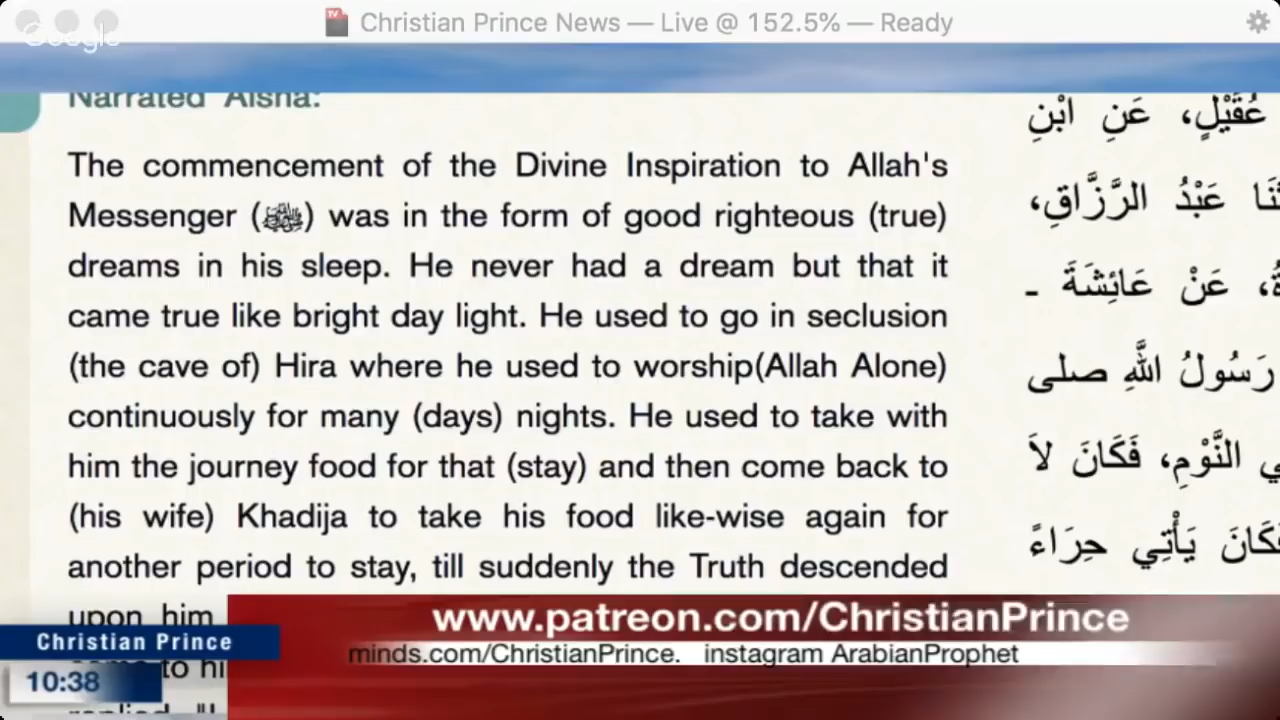 Christian Prince News — Live @ 152.5% — Ready
Google
Narrated `Aisha:
The commencement of the Divine Inspiration to Allah's
Messenger (ﷺ) was in the form of good righteous (true)
dreams in his sleep. He never had a dream but that it
came true like bright day light. He used to go in seclusion
(the cave of) Hira where he used to worship(Allah Alone)
continuously for many (days) nights. He used to take with
him the journey food for that (stay) and then come back to
(his wife) Khadija to take his food like-wise again for
another period to stay, till suddenly the Truth descended
upon him
to hi
replied, "I
عُقَيْلٍ، عَنِ ابْنِ
عَبْدُ الرَّزَّاقِ،
عَنْ عَائِشَةَ ـ
رَسُولُ اللَّهِ صلى
النَّوْمِ، فَكَانَ لاَ
يَأْتِي حِرَاءً
www.patreon.com/ChristianPrince
Christian Prince
minds.com/ChristianPrince. instagram ArabianProphet
10:38